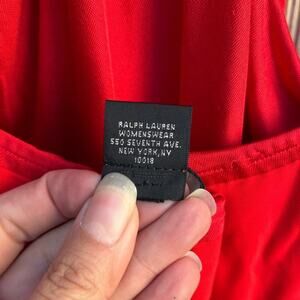 RALPH LAUREN
WOMENSWEAR
550 SEVENTH AVE.
NEW YORK, NY
10018